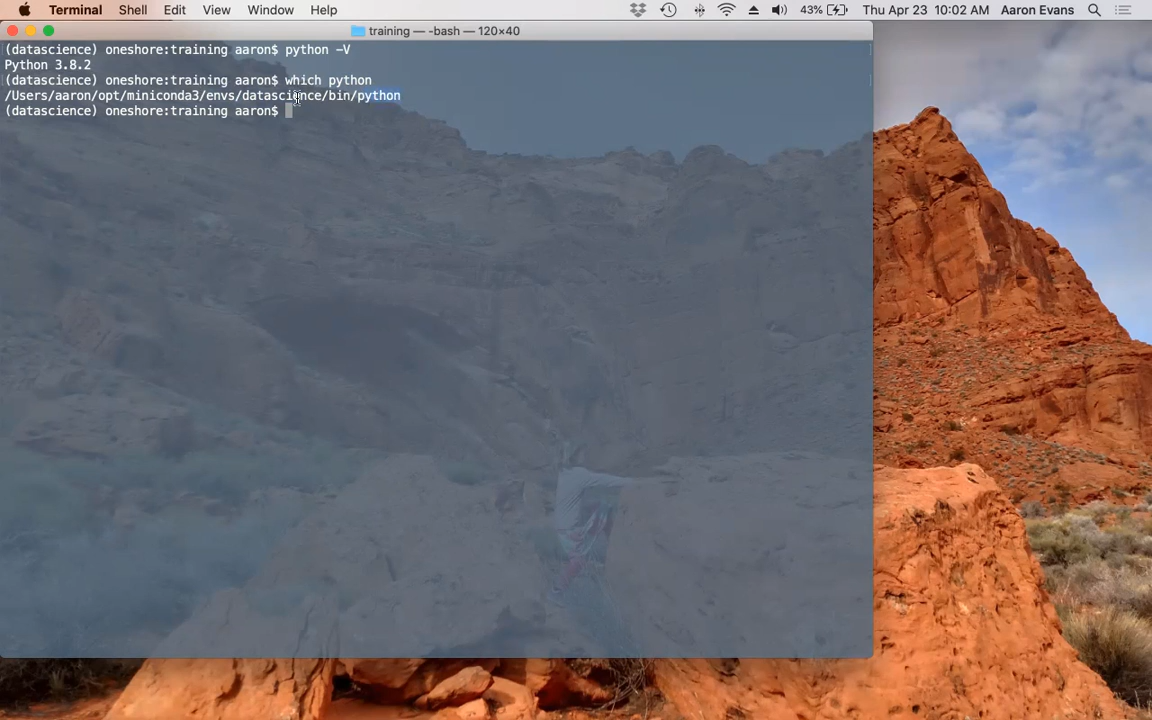 Terminal Shell Edit View Window Help 43% Thu Apr 23 10:02 AM Aaron Evans
training — -bash — 120×40
(datascience) oneshore:training aaron$ python -V
Python 3.8.2
(datascience) oneshore:training aaron$ which python
/Users/aaron/opt/miniconda3/envs/datascience/bin/python
(datascience) oneshore:training aaron$